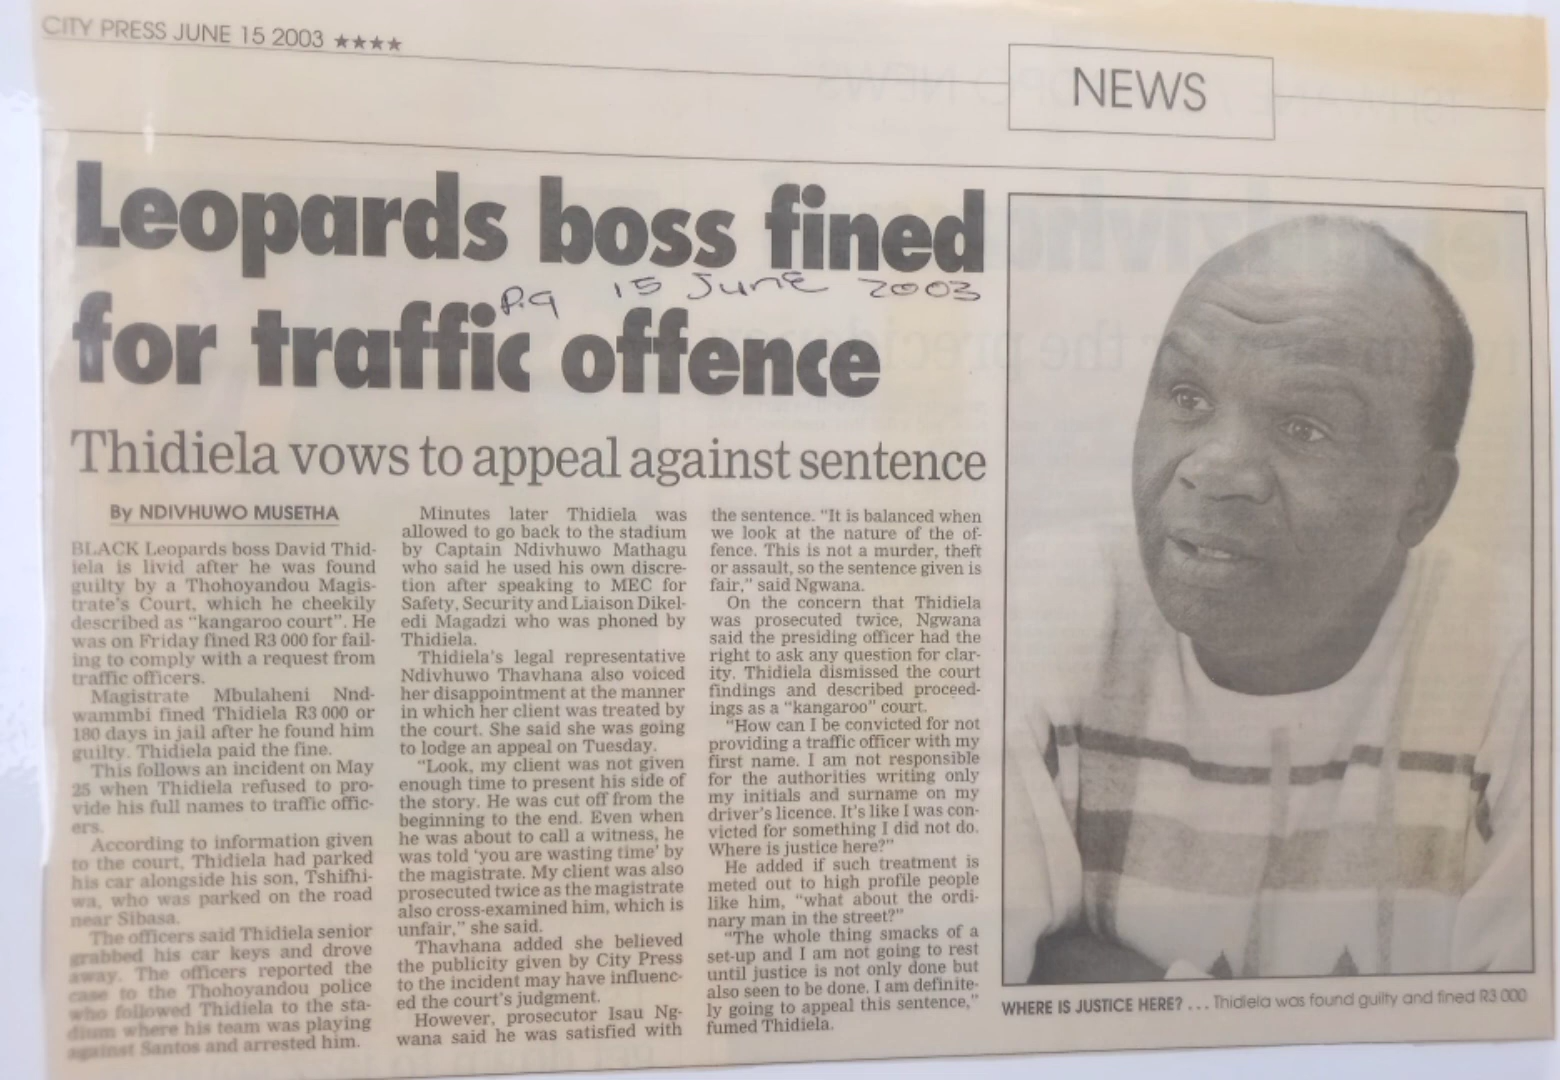 CITY PRESS JUNE 15 2003 ★★★★
NEWS
Leopards boss fined
P.9 15 June 2003
for traffic offence
Thidiela vows to appeal against sentence
By NDIVHUWO MUSETHA
BLACK Leopards boss David Thid-
iela is livid after he was found
guilty by a Thohoyandou Magis-
trate's Court, which he cheekily
described as "kangaroo court". He
was on Friday fined R3 000 for fail-
ing to comply with a request from
traffic officers.
Magistrate Mbulaheni Nnd-
wammbi fined Thidiela R3 000 or
180 days in jail after he found him
guilty. Thidiela paid the fine.
This follows an incident on May
25 when Thidiela refused to pro-
vide his full names to traffic offic-
ers.
According to information given
to the court, Thidiela had parked
his car alongside his son, Tshifhi-
wa, who was parked on the road
near Sibasa.
The officers said Thidiela senior
grabbed his car keys and drove
away. The officers reported the
case to the Thohoyandou police
who followed Thidiela to the sta-
dium where his team was playing
against Santos and arrested him.
Minutes later Thidiela was
allowed to go back to the stadium
by Captain Ndivhuwo Mathagu
who said he used his own discre-
tion after speaking to MEC for
Safety, Security and Liaison Dikel-
edi Magadzi who was phoned by
Thidiela.
Thidiela's legal representative
Ndivhuwo Thavhana also voiced
her disappointment at the manner
in which her client was treated by
the court. She said she was going
to lodge an appeal on Tuesday.
"Look, my client was not given
enough time to present his side of
the story. He was cut off from the
beginning to the end. Even when
he was about to call a witness, he
was told 'you are wasting time' by
the magistrate. My client was also
prosecuted twice as the magistrate
also cross-examined him, which is
unfair," she said.
Thavhana added she believed
the publicity given by City Press
to the incident may have influenc-
ed the court's judgment.
However, prosecutor Isau Ng-
wana said he was satisfied with
the sentence. "It is balanced when
we look at the nature of the of-
fence. This is not a murder, theft
or assault, so the sentence given is
fair," said Ngwana.
On the concern that Thidiela
was prosecuted twice, Ngwana
said the presiding officer had the
right to ask any question for clar-
ity. Thidiela dismissed the court
findings and described proceed-
ings as a "kangaroo" court.
"How can I be convicted for not
providing a traffic officer with my
first name. I am not responsible
for the authorities writing only
my initials and surname on my
driver's licence. It's like I was con-
victed for something I did not do.
Where is justice here?"
He added if such treatment is
meted out to high profile people
like him, "what about the ordi-
nary man in the street?"
"The whole thing smacks of a
set-up and I am not going to rest
until justice is not only done but
also seen to be done. I am definite-
ly going to appeal this sentence,"
fumed Thidiela.
WHERE IS JUSTICE HERE? . . . Thidiela was found guilty and fined R3 000